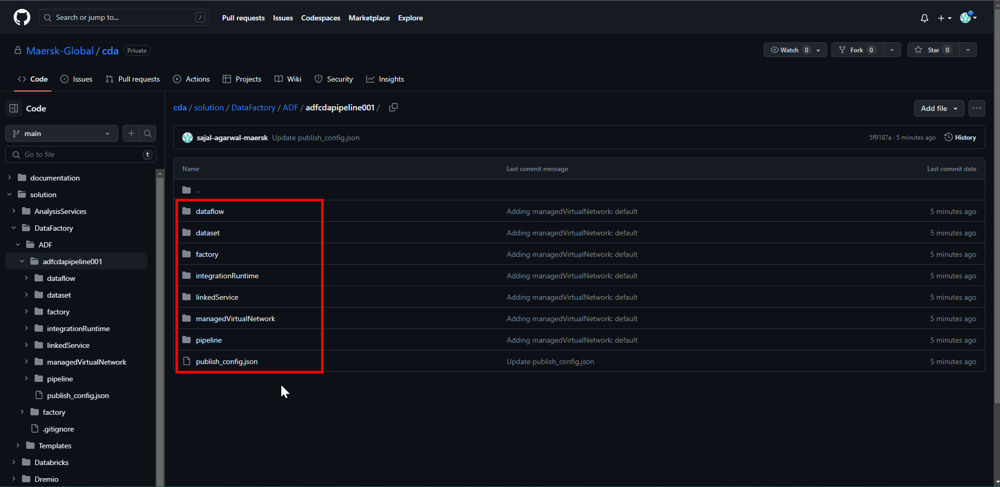 Search or jump to... /
Pull requests Issues Codespaces Marketplace Explore
Maersk-Global / cda Private
Watch 0 Fork 0 Star 0
Code Issues Pull requests Actions Projects Wiki Security Insights
Code
main
Go to file t
documentation
solution
AnalysisServices
DataFactory
ADF
adfcdapipeline001
dataflow
dataset
factory
integrationRuntime
linkedService
managedVirtualNetwork
pipeline
publish_config.json
factory
.gitignore
Templates
Databricks
Dremio
cda / solution / DataFactory / ADF / adfcdapipeline001 /
Add file ...
sajal-agarwal-maersk Update publish_config.json 5f9187a · 5 minutes ago History
Name Last commit message Last commit date
..
dataflow Adding managedVirtualNetwork: default 5 minutes ago
dataset Adding managedVirtualNetwork: default 5 minutes ago
factory Adding managedVirtualNetwork: default 5 minutes ago
integrationRuntime Adding managedVirtualNetwork: default 5 minutes ago
linkedService Adding managedVirtualNetwork: default 5 minutes ago
managedVirtualNetwork Adding managedVirtualNetwork: default 5 minutes ago
pipeline Adding managedVirtualNetwork: default 5 minutes ago
publish_config.json Update publish_config.json 5 minutes ago